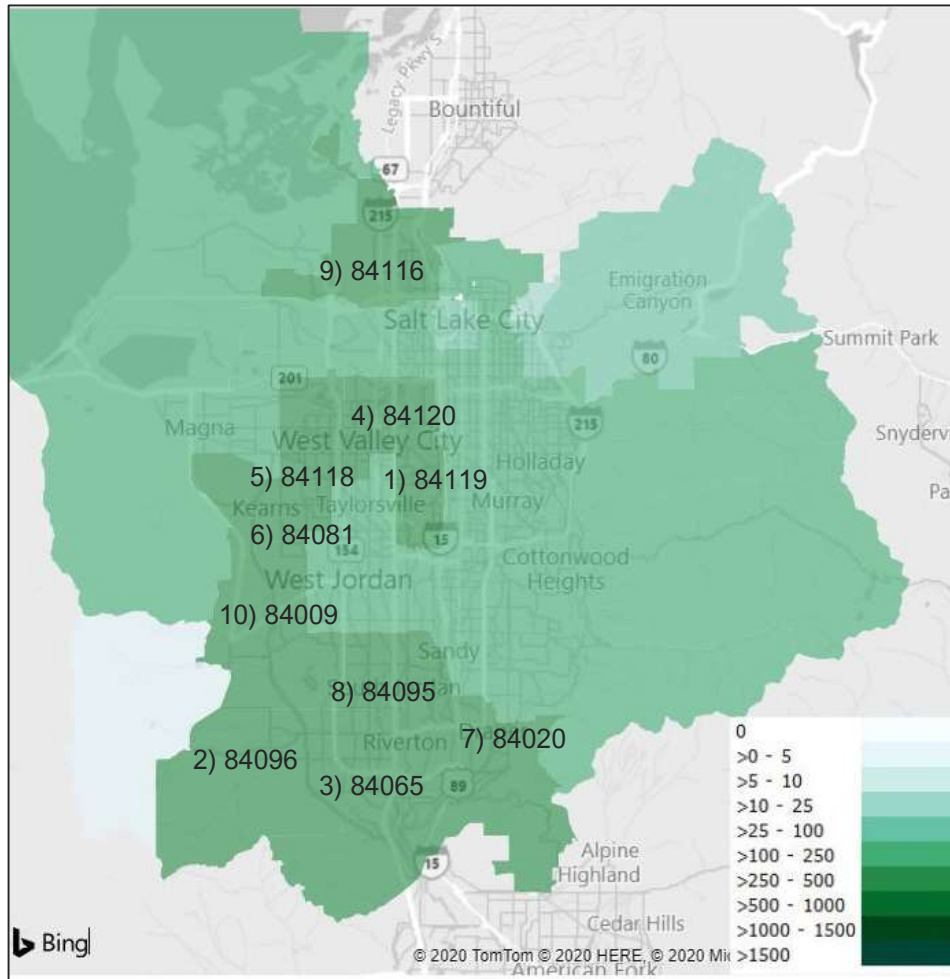 Legacy Pkwy S
Bountiful
67
215
9) 84116
Emigration
Canyon
Salt Lake City
Summit Park
80
201
4) 84120
215
Magna
West Valley City
Snyderv
Holladay
5) 84118
1) 84119
Kearns
Taylorsville
Murray
Pa
6) 84081
154
15
Cottonwood
Heights
West Jordan
10) 84009
Sandy
8) 84095
Riverton
7) 84020
2) 84096
3) 84065
89
0
>0 - 5
>5 - 10
>10 - 25
>25 - 100
>100 - 250
>250 - 500
>500 - 1000
>1000 - 1500
>1500
15
Alpine
Highland
Cedar Hills
Bing
© 2020 TomTom © 2020 HERE, © 2020 Mic
American Fork